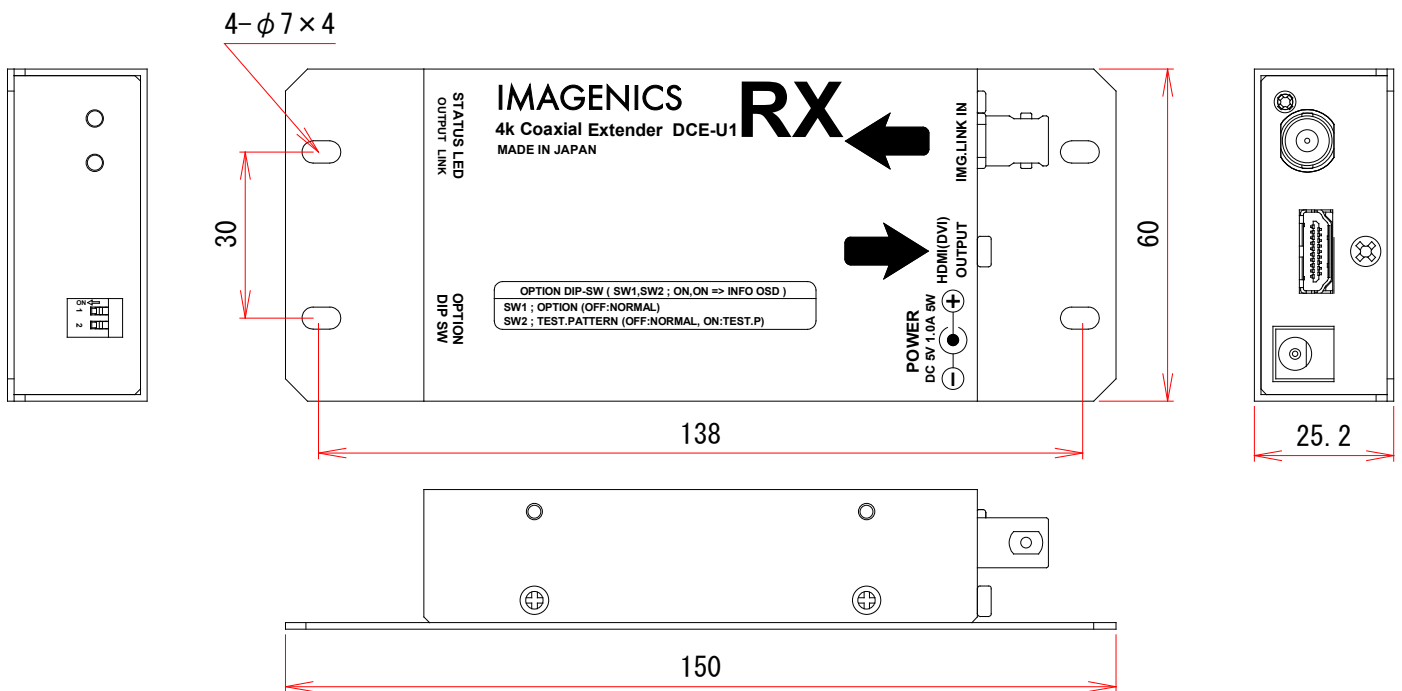 4-φ7×4
IMAGENICS
RX
4k Coaxial Extender DCE-U1
MADE IN JAPAN
STATUS LED
OUTPUT LINK
IMG.LINK IN
HDMI(DVI)
OUTPUT
30
60
ON
1
2
OPTION
DIP SW
OPTION DIP-SW ( SW1,SW2 ; ON,ON => INFO OSD )
SW1 ; OPTION (OFF:NORMAL)
SW2 ; TEST.PATTERN (OFF:NORMAL, ON:TEST.P)
POWER
DC 5V 1.0A 5W
+
−
138
25.2
150